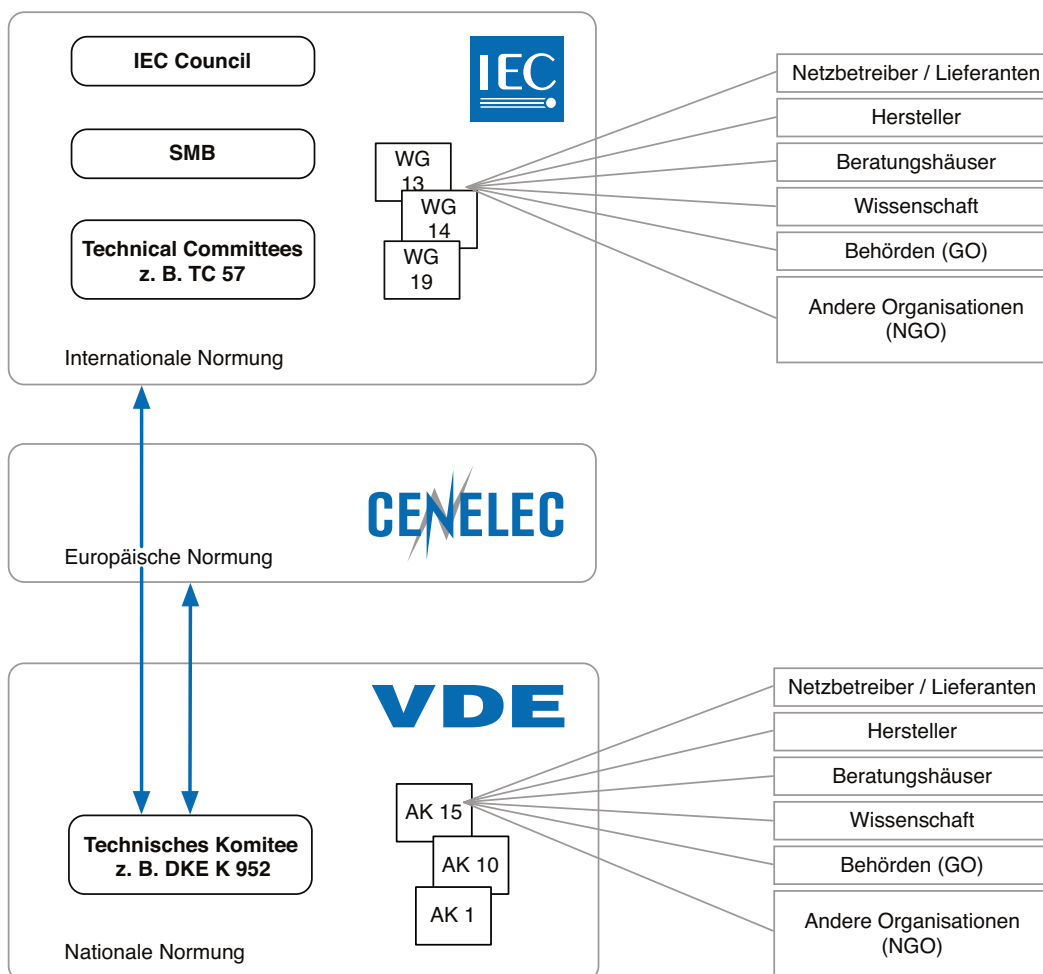 IEC Council
IEC
SMB
Technical Committees
z. B. TC 57
WG
13
WG
14
WG
19
Internationale Normung
Netzbetreiber / Lieferanten
Hersteller
Beratungshäuser
Wissenschaft
Behörden (GO)
Andere Organisationen
(NGO)
CENELEC
Europäische Normung
VDE
Technisches Komitee
z. B. DKE K 952
AK 15
AK 10
AK 1
Nationale Normung
Netzbetreiber / Lieferanten
Hersteller
Beratungshäuser
Wissenschaft
Behörden (GO)
Andere Organisationen
(NGO)